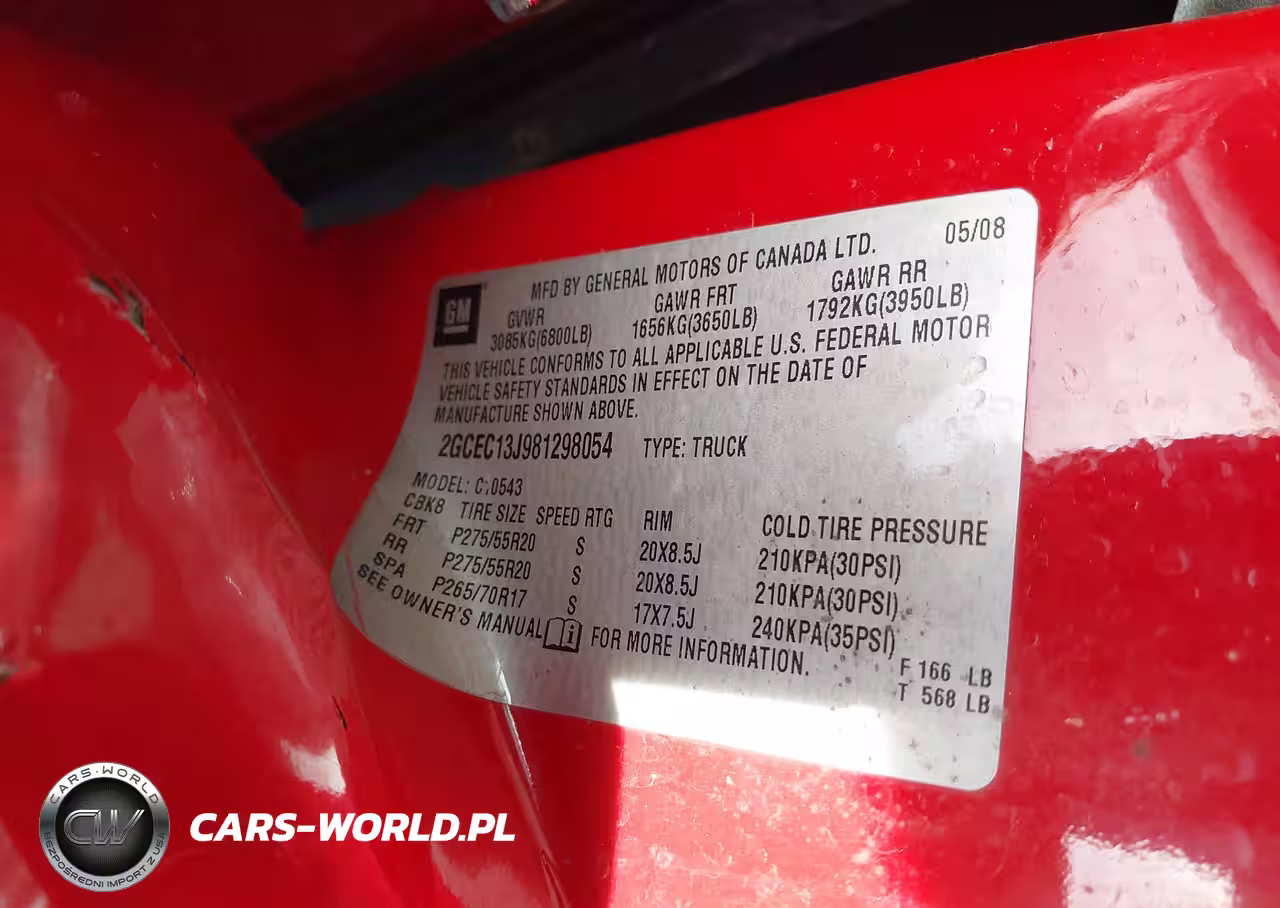 05/08
MFD BY GENERAL MOTORS OF CANADA LTD.
GM
GVWR GAWR FRT GAWR RR
3085KG(6800LB) 1656KG(3650LB) 1792KG(3950LB)
THIS VEHICLE CONFORMS TO ALL APPLICABLE U.S. FEDERAL MOTOR
VEHICLE SAFETY STANDARDS IN EFFECT ON THE DATE OF
MANUFACTURE SHOWN ABOVE.
2GCEC13J981298054 TYPE: TRUCK
MODEL: C10543
CBK8 TIRE SIZE SPEED RTG RIM COLD TIRE PRESSURE
FRT P275/55R20 S 20X8.5J 210KPA(30PSI)
RR P275/55R20 S 20X8.5J 210KPA(30PSI)
SPA P265/70R17 S 17X7.5J 240KPA(35PSI)
SEE OWNER'S MANUAL FOR MORE INFORMATION.
F 166 LB
T 568 LB
CARS-WORLD
CW
BEZPOŚREDNI IMPORT Z USA
CARS-WORLD.PL